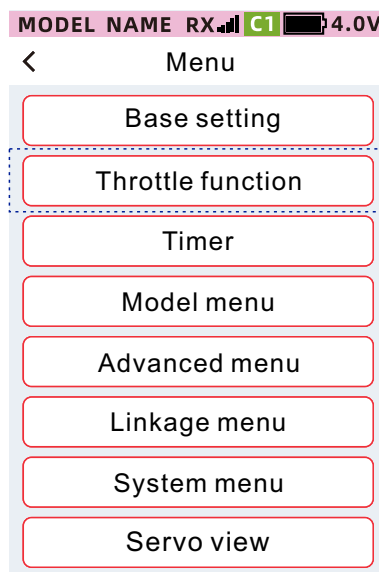 MODEL NAME RX C1 4.0V
< Menu
Base setting
Throttle function
Timer
Model menu
Advanced menu
Linkage menu
System menu
Servo view